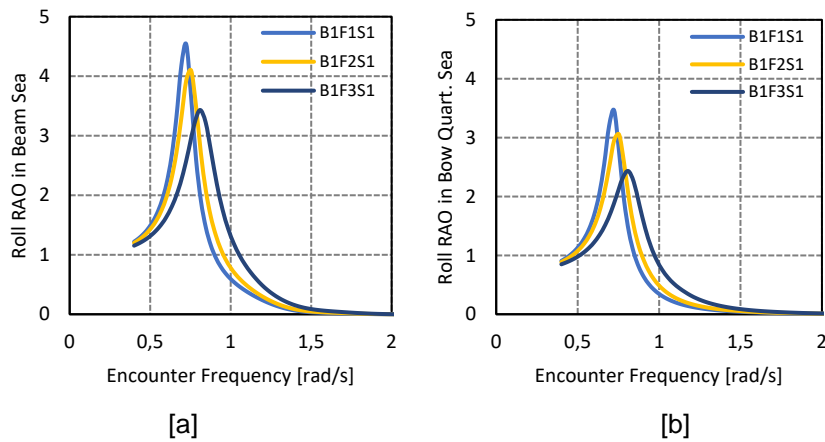 Roll RAO in Beam Sea
5
4
3
2
1
0
B1F1S1
B1F2S1
B1F3S1
0
0,5
1
1,5
2
Encounter Frequency [rad/s]
[a]
Roll RAO in Bow Quart. Sea
5
4
3
2
1
0
B1F1S1
B1F2S1
B1F3S1
0
0,5
1
1,5
2
Encounter Frequency [rad/s]
[b]